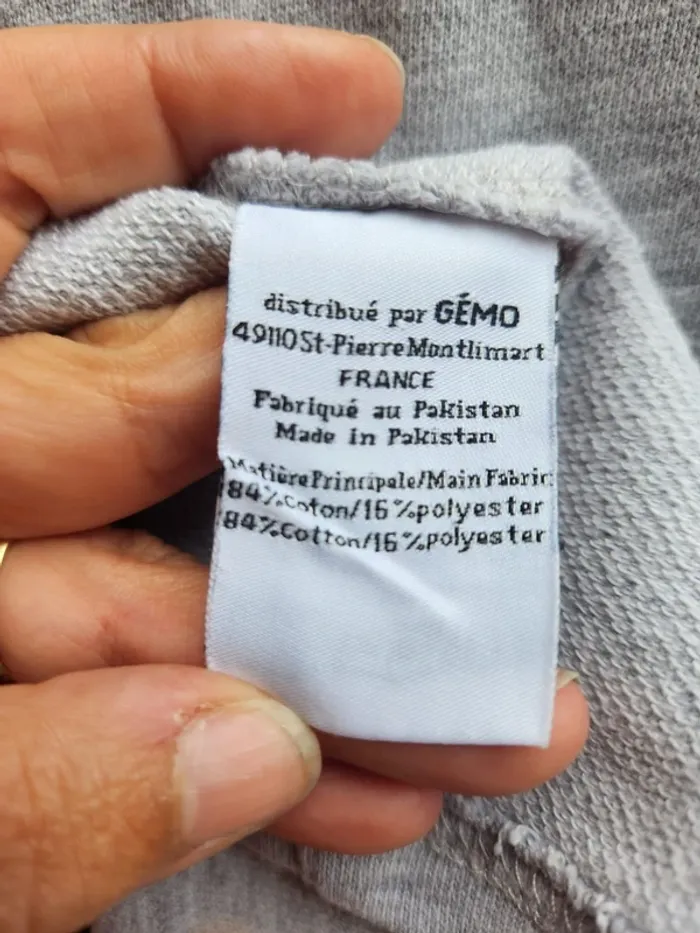 distribué par GÉMO
49110 St-Pierre Montlimart
FRANCE
Fabriqué au Pakistan
Made in Pakistan
Matière Principale/Main Fabric:
84%Coton/16%polyester
84%Cotton/16%polyester